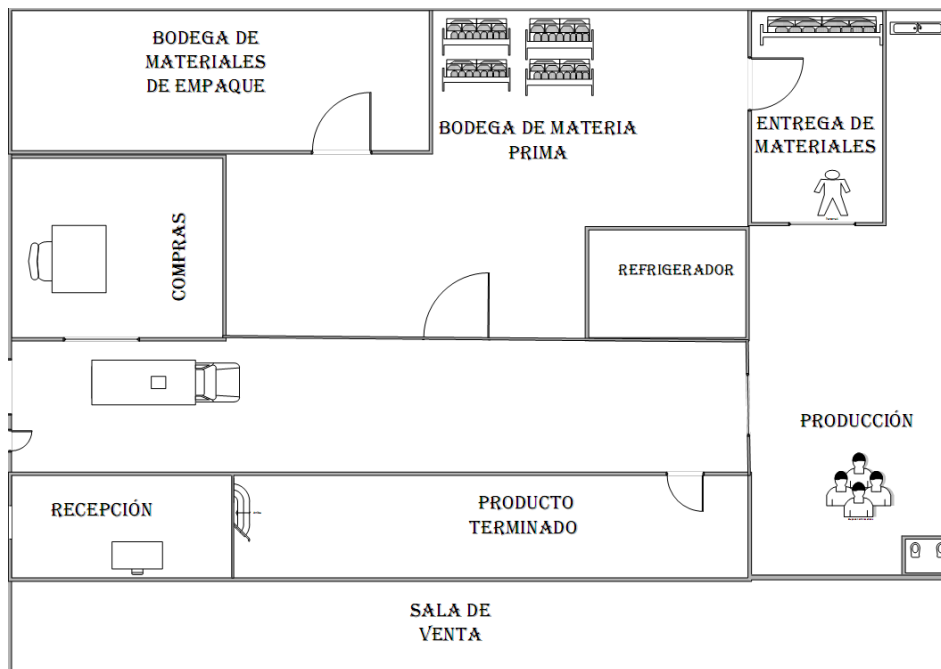 BODEGA DE
MATERIALES
DE EMPAQUE
BODEGA DE MATERIA
PRIMA
ENTREGA DE
MATERIALES
COMPRAS
REFRIGERADOR
PRODUCCIÓN
RECEPCIÓN
PRODUCTO
TERMINADO
SALA DE
VENTA